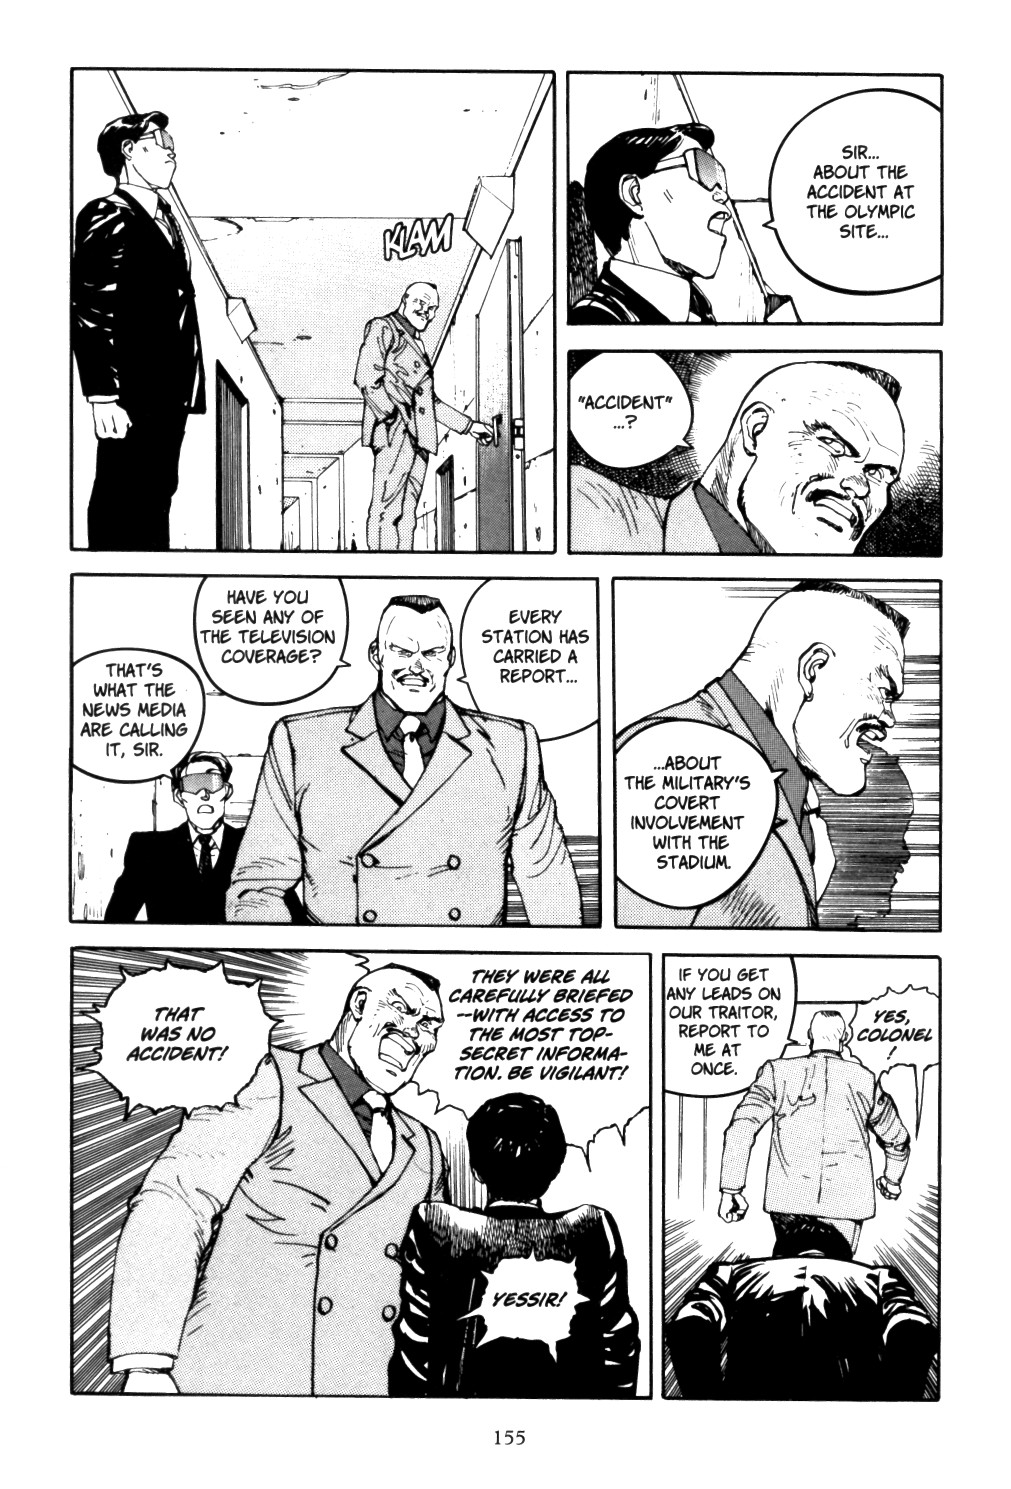 KLAM
SIR...
ABOUT THE
ACCIDENT AT
THE OLYMPIC
SITE...
"ACCIDENT"
...?
THAT'S
WHAT THE
NEWS MEDIA
ARE CALLING
IT, SIR.
HAVE YOU
SEEN ANY OF
THE TELEVISION
COVERAGE?
EVERY
STATION HAS
CARRIED A
REPORT...
...ABOUT
THE MILITARY'S
COVERT
INVOLVEMENT
WITH THE
STADIUM.
THAT
WAS NO
ACCIDENT!
THEY WERE ALL
CAREFULLY BRIEFED
--WITH ACCESS TO
THE MOST TOP-
SECRET INFORMA-
TION. BE VIGILANT!
YESSIR!
IF YOU GET
ANY LEADS ON
OUR TRAITOR,
REPORT TO
ME AT
ONCE.
YES,
COLONEL
!
155